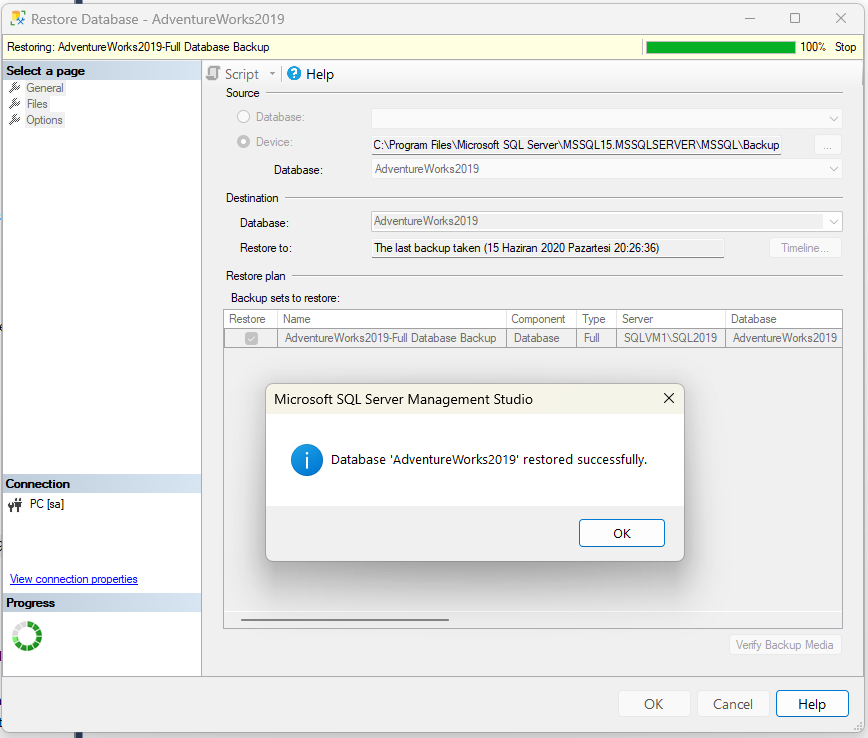 Restore Database - AdventureWorks2019
Restoring: AdventureWorks2019-Full Database Backup 100% Stop
Select a page
General
Files
Options
Script Help
Source
Database:
Device: C:\Program Files\Microsoft SQL Server\MSSQL15.MSSQLSERVER\MSSQL\Backup ...
Database: AdventureWorks2019
Destination
Database: AdventureWorks2019
Restore to: The last backup taken (15 Haziran 2020 Pazartesi 20:26:36) Timeline...
Restore plan
Backup sets to restore:
Restore Name Component Type Server Database
AdventureWorks2019-Full Database Backup Database Full SQLVM1\SQL2019 AdventureWorks2019
Microsoft SQL Server Management Studio
Database 'AdventureWorks2019' restored successfully.
OK
Connection
PC [sa]
View connection properties
Progress
Verify Backup Media
OK Cancel Help